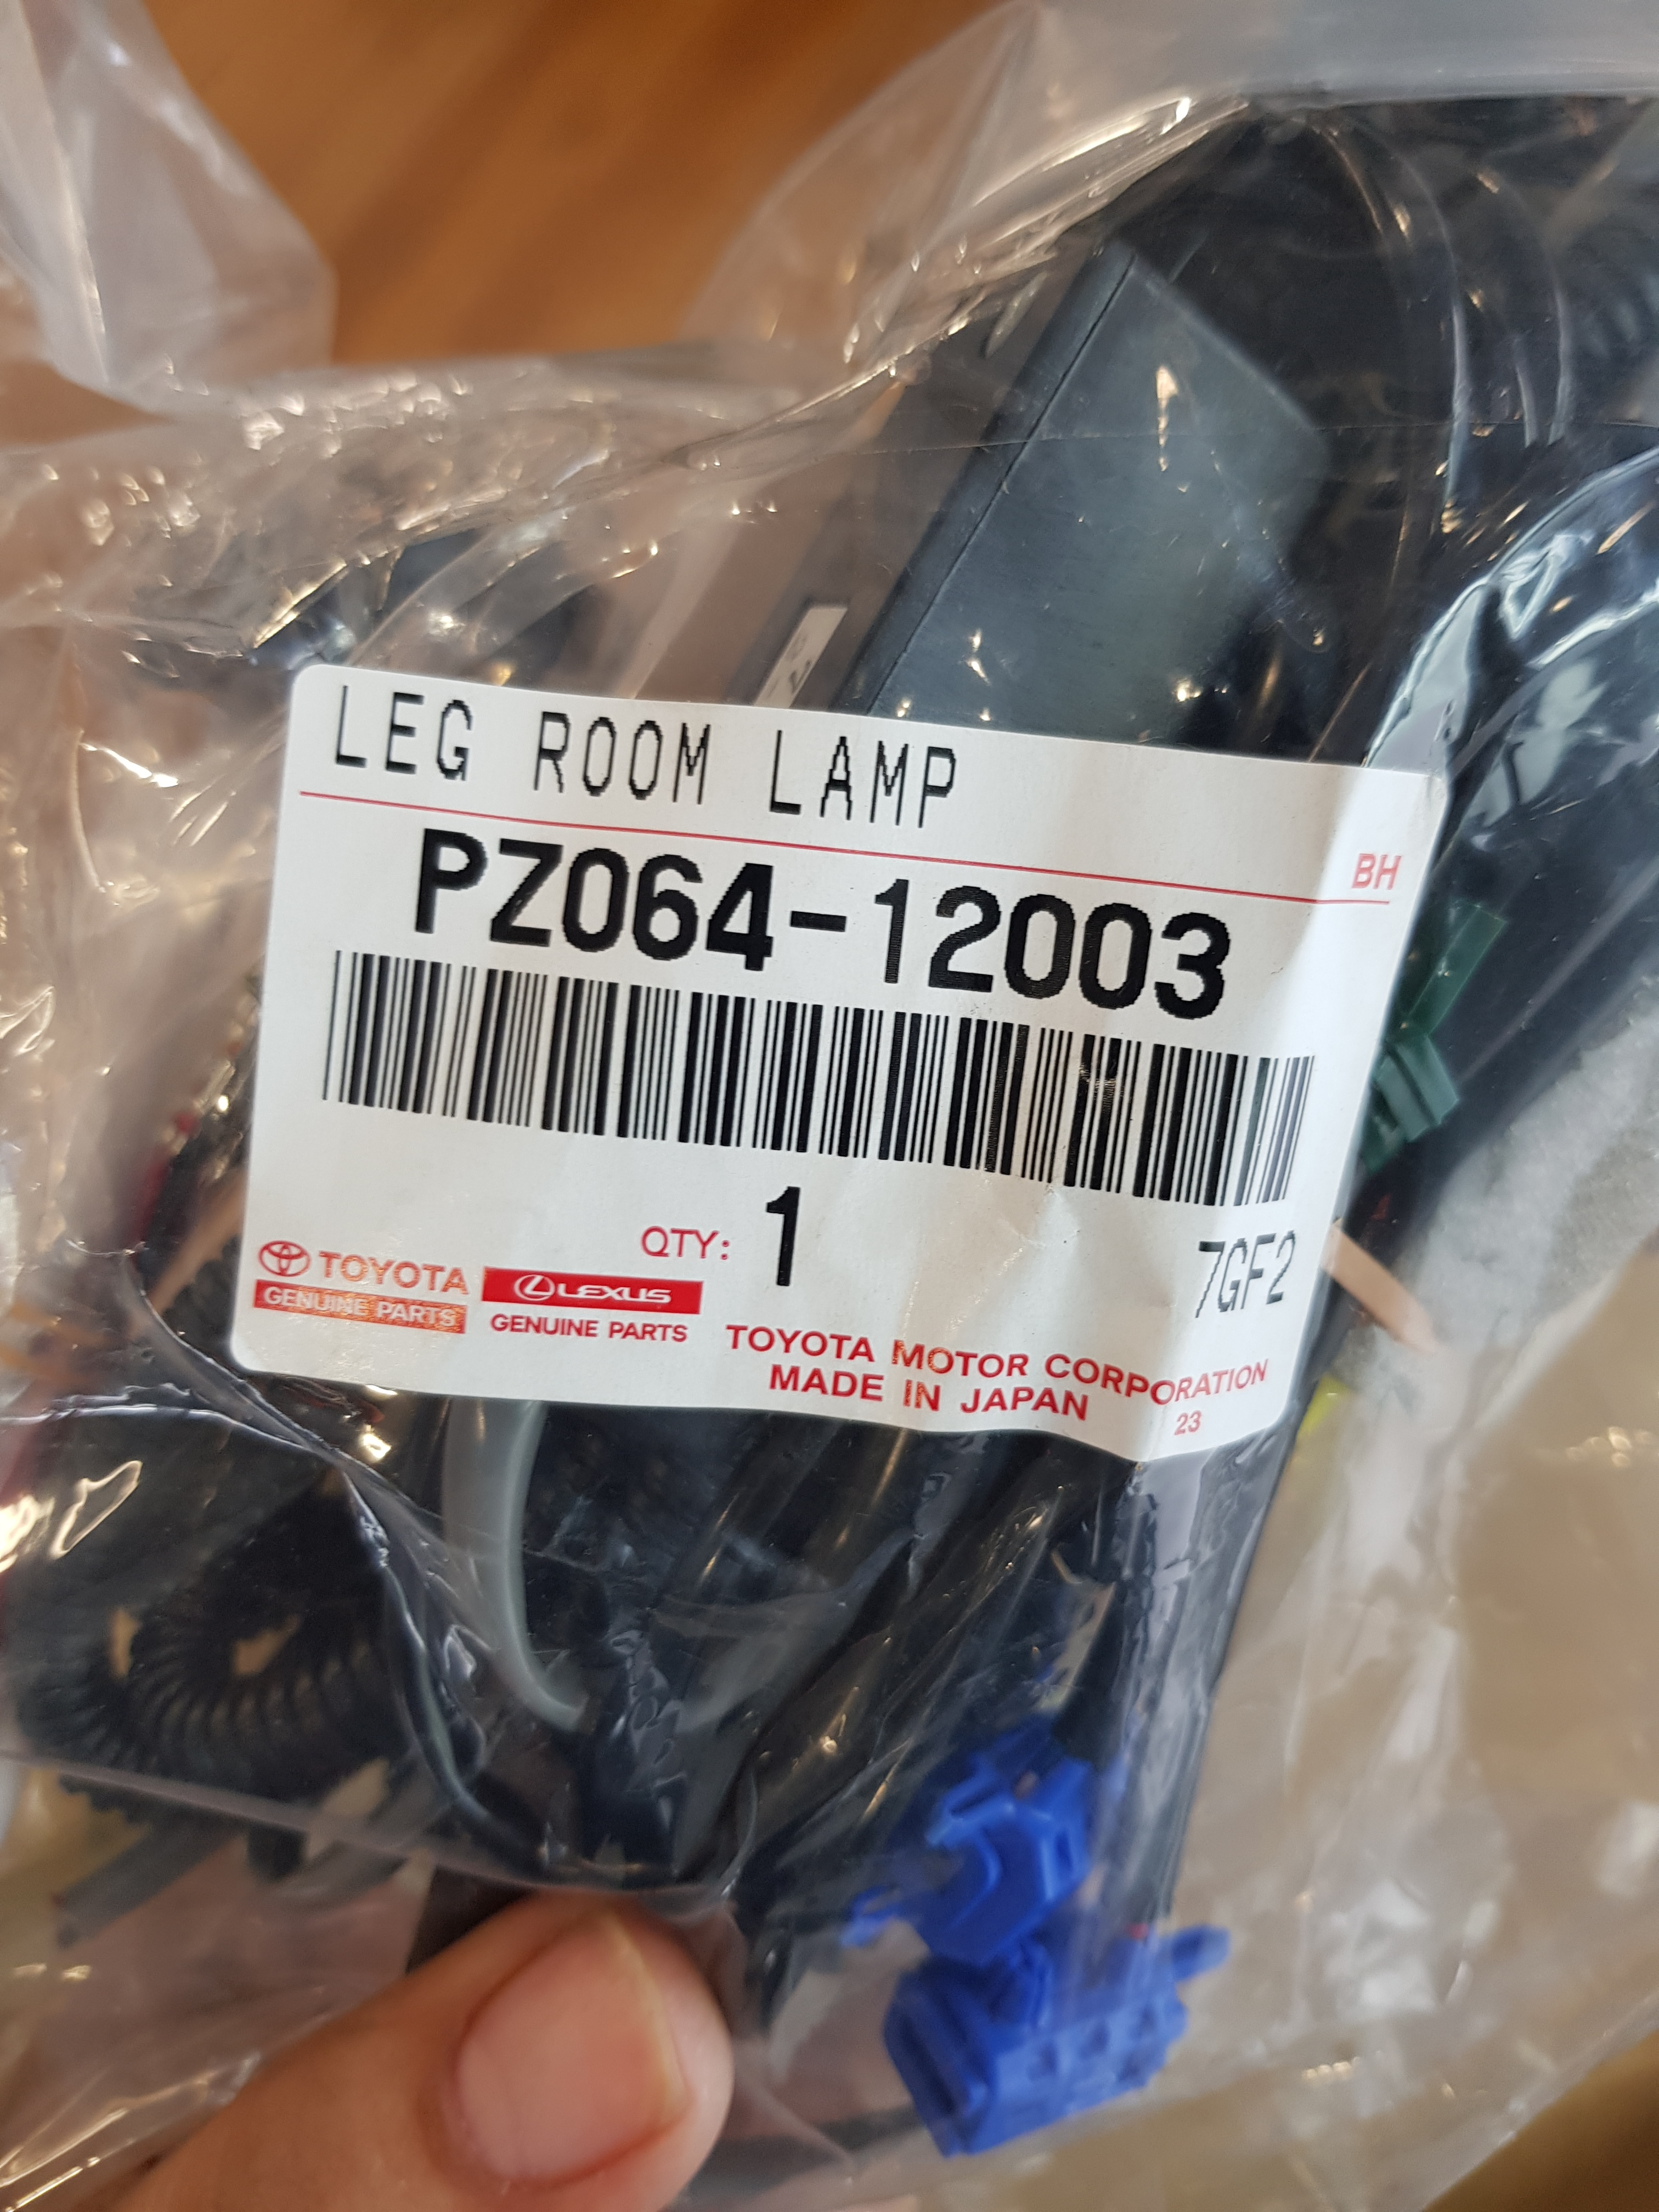 LEG ROOM LAMP
BH
PZ064-12003
QTY: 1
7GF2
TOYOTA
GENUINE PARTS
LEXUS
GENUINE PARTS
TOYOTA MOTOR CORPORATION
MADE IN JAPAN
23